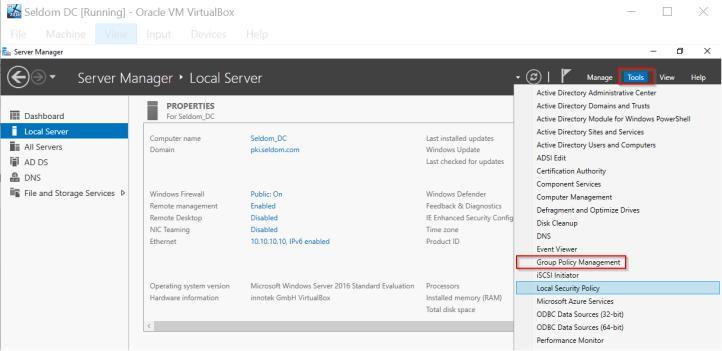 Seldom DC [Running] - Oracle VM VirtualBox
File Machine View Input Devices Help
Server Manager
Server Manager • Local Server
Manage Tools View Help
Dashboard
Local Server
All Servers
AD DS
DNS
File and Storage Services
PROPERTIES
For Seldom_DC
Computer name Seldom_DC Last installed updates
Domain pki.seldom.com Windows Update
Last checked for updates
Windows Firewall Public: On Windows Defender
Remote management Enabled Feedback & Diagnostics
Remote Desktop Disabled IE Enhanced Security Config
NIC Teaming Disabled Time zone
Ethernet 10.10.10.10, IPv6 enabled Product ID
Operating system version Microsoft Windows Server 2016 Standard Evaluation Processors
Hardware information innotek GmbH VirtualBox Installed memory (RAM)
Total disk space
Active Directory Administrative Center
Active Directory Domains and Trusts
Active Directory Module for Windows PowerShell
Active Directory Sites and Services
Active Directory Users and Computers
ADSI Edit
Certification Authority
Component Services
Computer Management
Defragment and Optimize Drives
Disk Cleanup
DNS
Event Viewer
Group Policy Management
iSCSI Initiator
Local Security Policy
Microsoft Azure Services
ODBC Data Sources (32-bit)
ODBC Data Sources (64-bit)
Performance Monitor